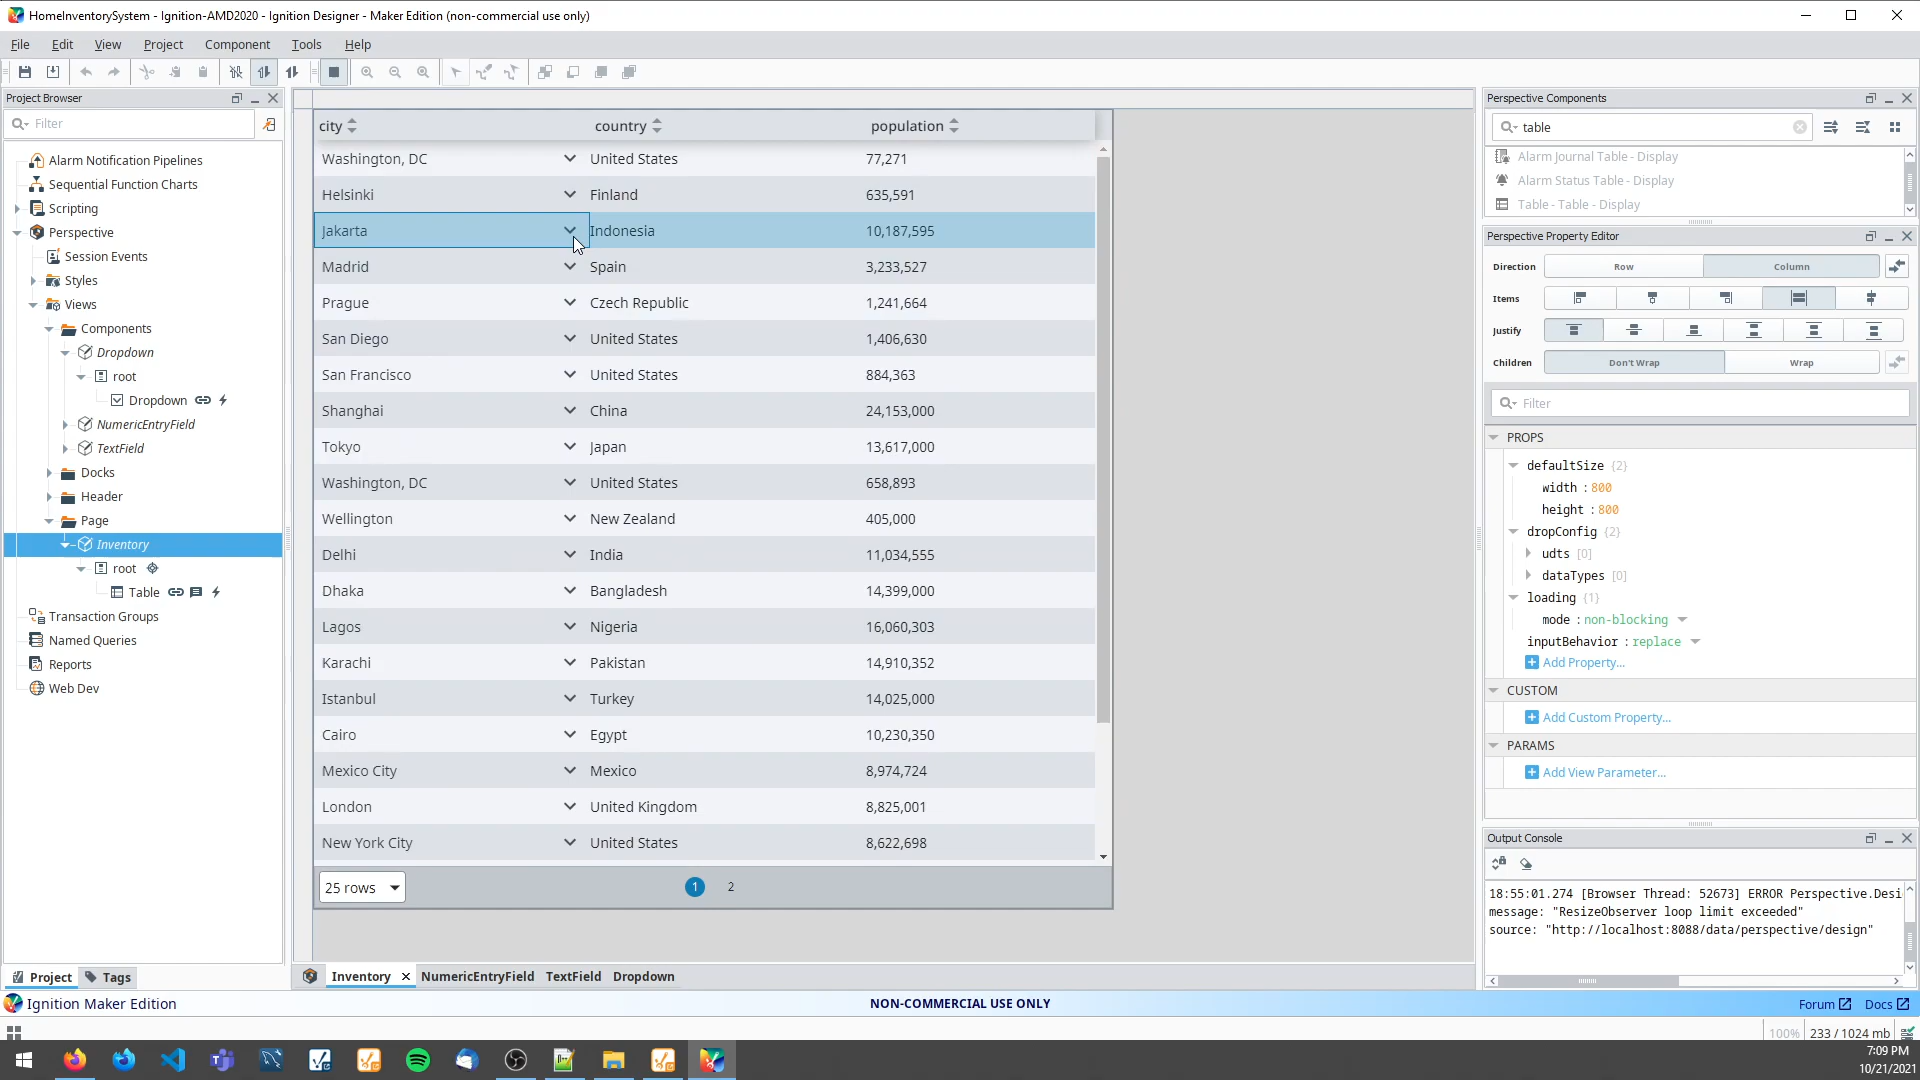 HomeInventorySystem - Ignition-AMD2020 - Ignition Designer - Maker Edition (non-commercial use only)
File Edit View Project Component Tools Help
Project Browser
Filter
Alarm Notification Pipelines
Sequential Function Charts
Scripting
Perspective
Session Events
Styles
Views
Components
Dropdown
root
Dropdown
NumericEntryField
TextField
Docks
Header
Page
Inventory
root
Table
Transaction Groups
Named Queries
Reports
Web Dev
Project Tags
city country population
Washington, DC United States 77,271
Helsinki Finland 635,591
Jakarta Indonesia 10,187,595
Madrid Spain 3,233,527
Prague Czech Republic 1,241,664
San Diego United States 1,406,630
San Francisco United States 884,363
Shanghai China 24,153,000
Tokyo Japan 13,617,000
Washington, DC United States 658,893
Wellington New Zealand 405,000
Delhi India 11,034,555
Dhaka Bangladesh 14,399,000
Lagos Nigeria 16,060,303
Karachi Pakistan 14,910,352
Istanbul Turkey 14,025,000
Cairo Egypt 10,230,350
Mexico City Mexico 8,974,724
London United Kingdom 8,825,001
New York City United States 8,622,698
25 rows 1 2
Inventory NumericEntryField TextField Dropdown
Perspective Components
table
Alarm Journal Table - Display
Alarm Status Table - Display
Table - Table - Display
Perspective Property Editor
Direction Row Column
Items
Justify
Children Don't Wrap Wrap
Filter
PROPS
defaultSize {2}
width : 800
height : 800
dropConfig {2}
udts [0]
dataTypes [0]
loading {1}
mode : non-blocking
inputBehavior : replace
Add Property...
CUSTOM
Add Custom Property...
PARAMS
Add View Parameter...
Output Console
18:55:01.274 [Browser Thread: 52673] ERROR Perspective.Desi
message: "ResizeObserver loop limit exceeded"
source: "http://localhost:8088/data/perspective/design"
Ignition Maker Edition NON-COMMERCIAL USE ONLY Forum Docs
100% 233 / 1024 mb
7:09 PM
10/21/2021